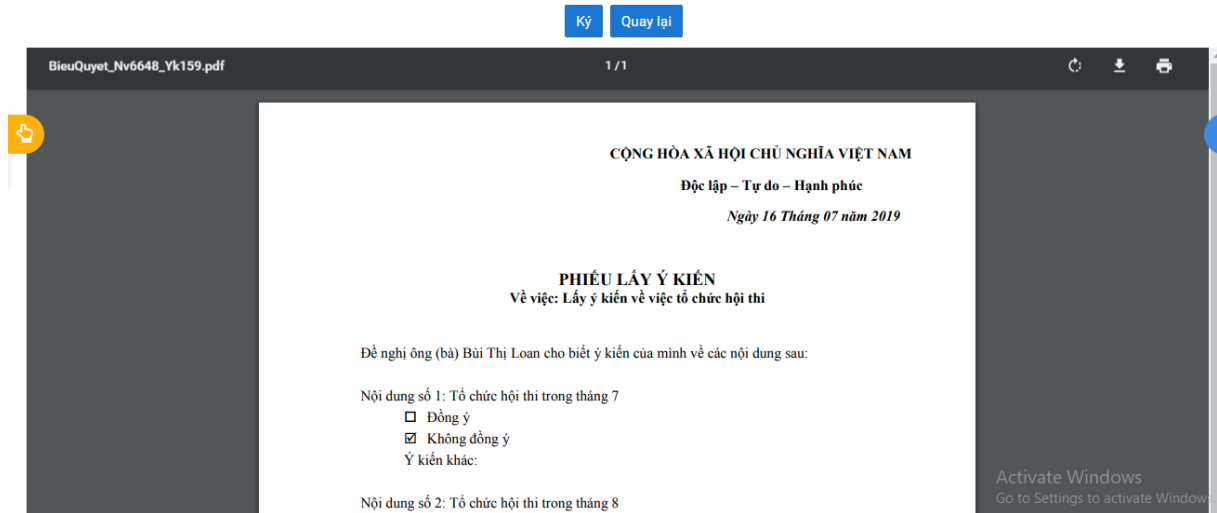 Ký Quay lại
BieuQuyet_Nv6648_Yk159.pdf 1 / 1
CỘNG HÒA XÃ HỘI CHỦ NGHĨA VIỆT NAM
Độc lập – Tự do – Hạnh phúc
Ngày 16 Tháng 07 năm 2019
PHIẾU LẤY Ý KIẾN
Về việc: Lấy ý kiến về việc tổ chức hội thi
Đề nghị ông (bà) Bùi Thị Loan cho biết ý kiến của mình về các nội dung sau:
Nội dung số 1: Tổ chức hội thi trong tháng 7
☐ Đồng ý
☑ Không đồng ý
Ý kiến khác:
Nội dung số 2: Tổ chức hội thi trong tháng 8
Activate Windows
Go to Settings to activate Windows